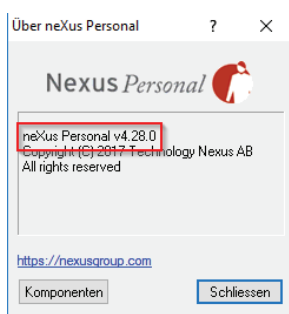 Über neXus Personal ? ×
Nexus Personal
neXus Personal v4.28.0
Copyright (C) 2017 Technology Nexus AB
All rights reserved
https://nexusgroup.com
Komponenten Schliessen